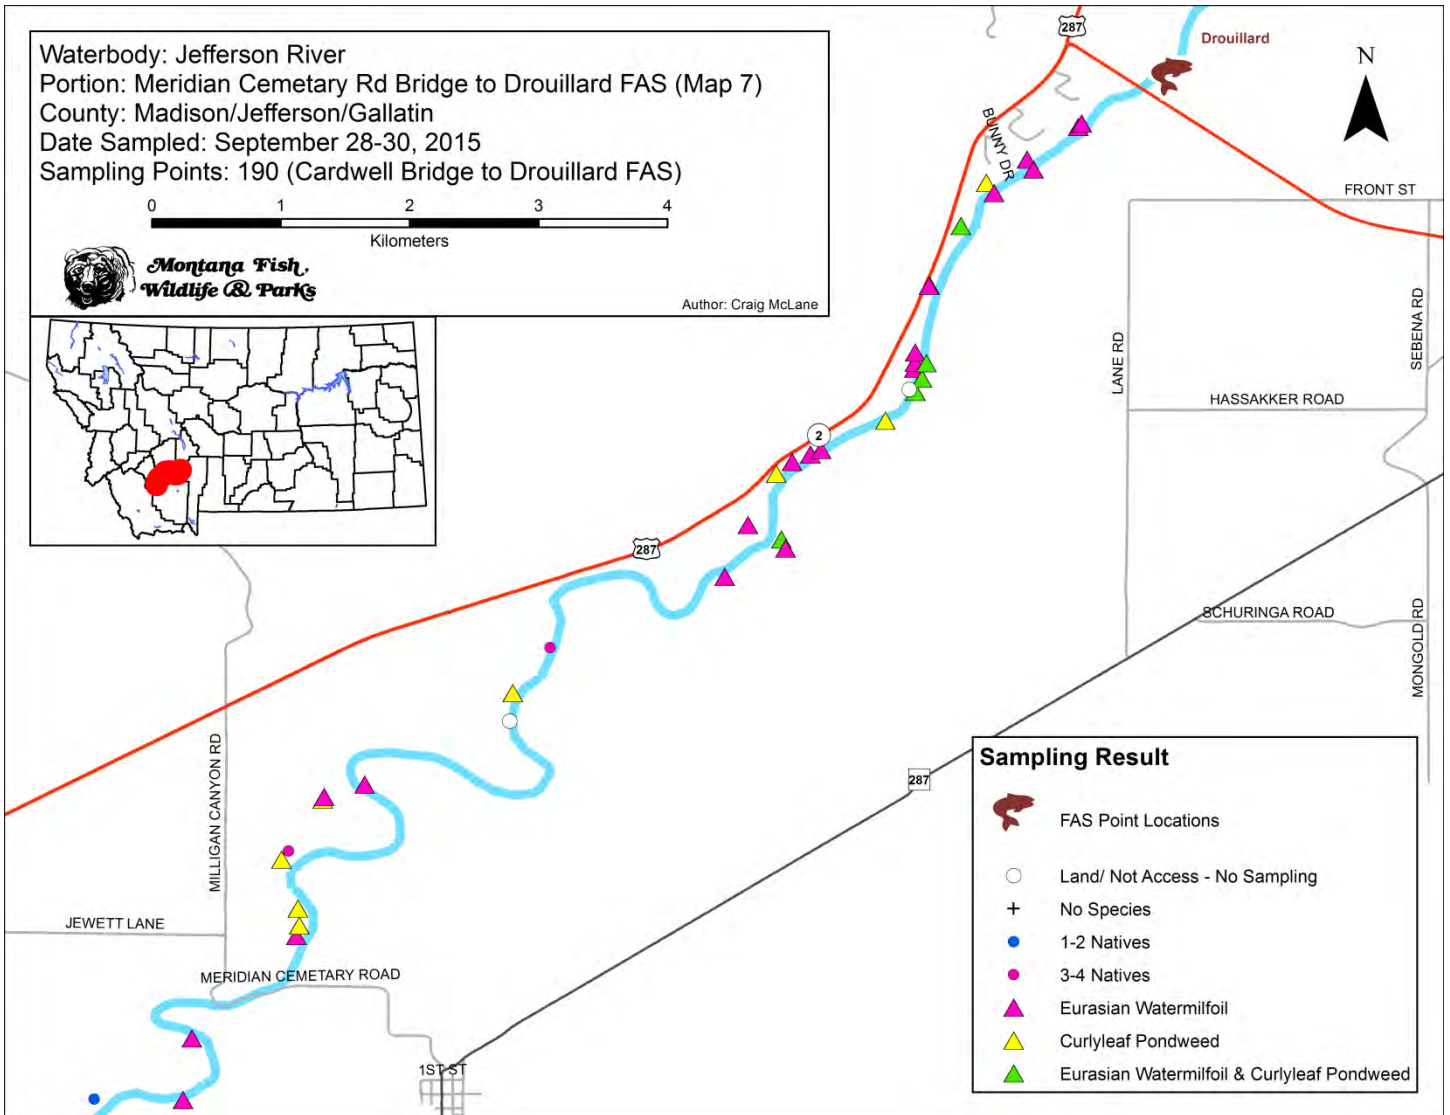 Waterbody: Jefferson River
Portion: Meridian Cemetary Rd Bridge to Drouillard FAS (Map 7)
County: Madison/Jefferson/Gallatin
Date Sampled: September 28-30, 2015
Sampling Points: 190 (Cardwell Bridge to Drouillard FAS)
0 1 2 3 4
Kilometers
Montana Fish,
Wildlife & Parks
Author: Craig McLane
287
Drouillard
N
BUNNY DR
FRONT ST
LANE RD
SEBENA RD
HASSAKKER ROAD
2
287
SCHURINGA ROAD
MONGOLD RD
MILLIGAN CANYON RD
287
JEWETT LANE
MERIDIAN CEMETARY ROAD
1ST ST
Sampling Result
FAS Point Locations
Land/ Not Access - No Sampling
No Species
1-2 Natives
3-4 Natives
Eurasian Watermilfoil
Curlyleaf Pondweed
Eurasian Watermilfoil & Curlyleaf Pondweed